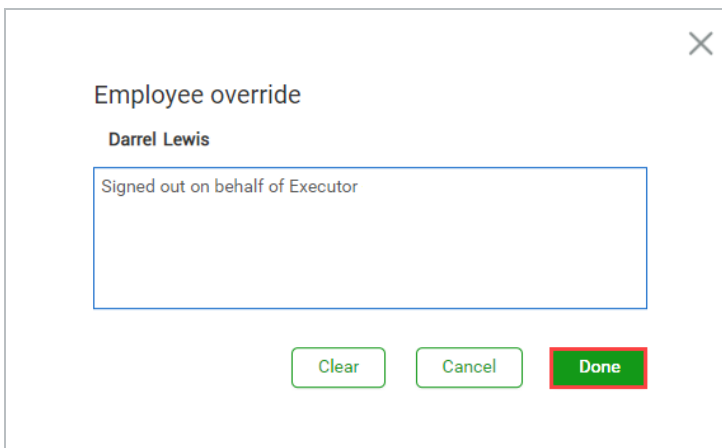 Employee override
Darrel Lewis
Signed out on behalf of Executor
Clear Cancel Done